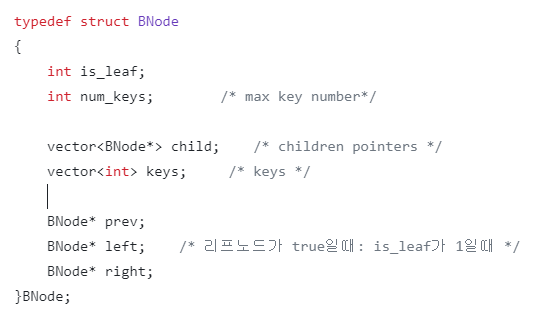 typedef struct BNode
{
    int is_leaf;
    int num_keys;        /* max key number*/
    vector<BNode*> child;    /* children pointers */
    vector<int> keys;     /* keys */
    BNode* prev;
    BNode* left;    /* 리프노드가 true일때: is_leaf가 1일때 */
    BNode* right;
}BNode;